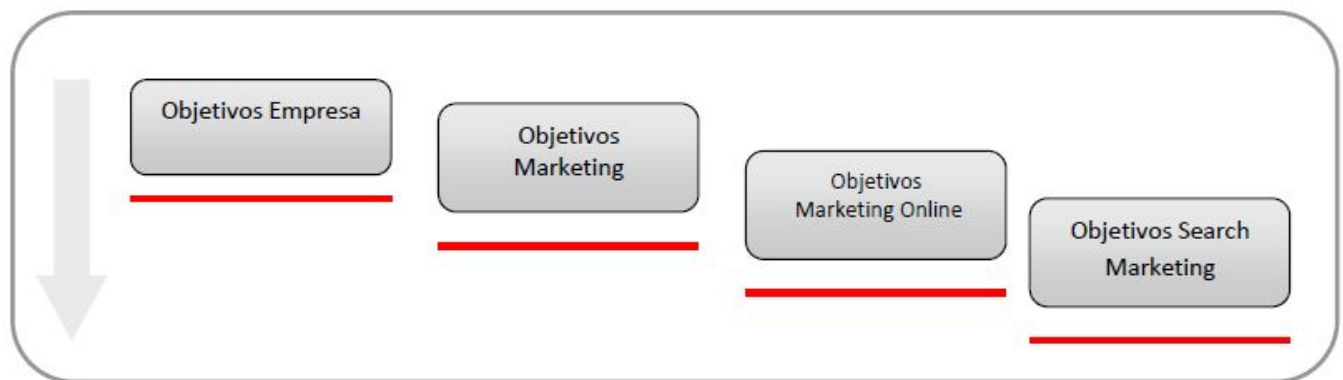 Objetivos Empresa
Objetivos
Marketing
Objetivos
Marketing Online
Objetivos Search
Marketing